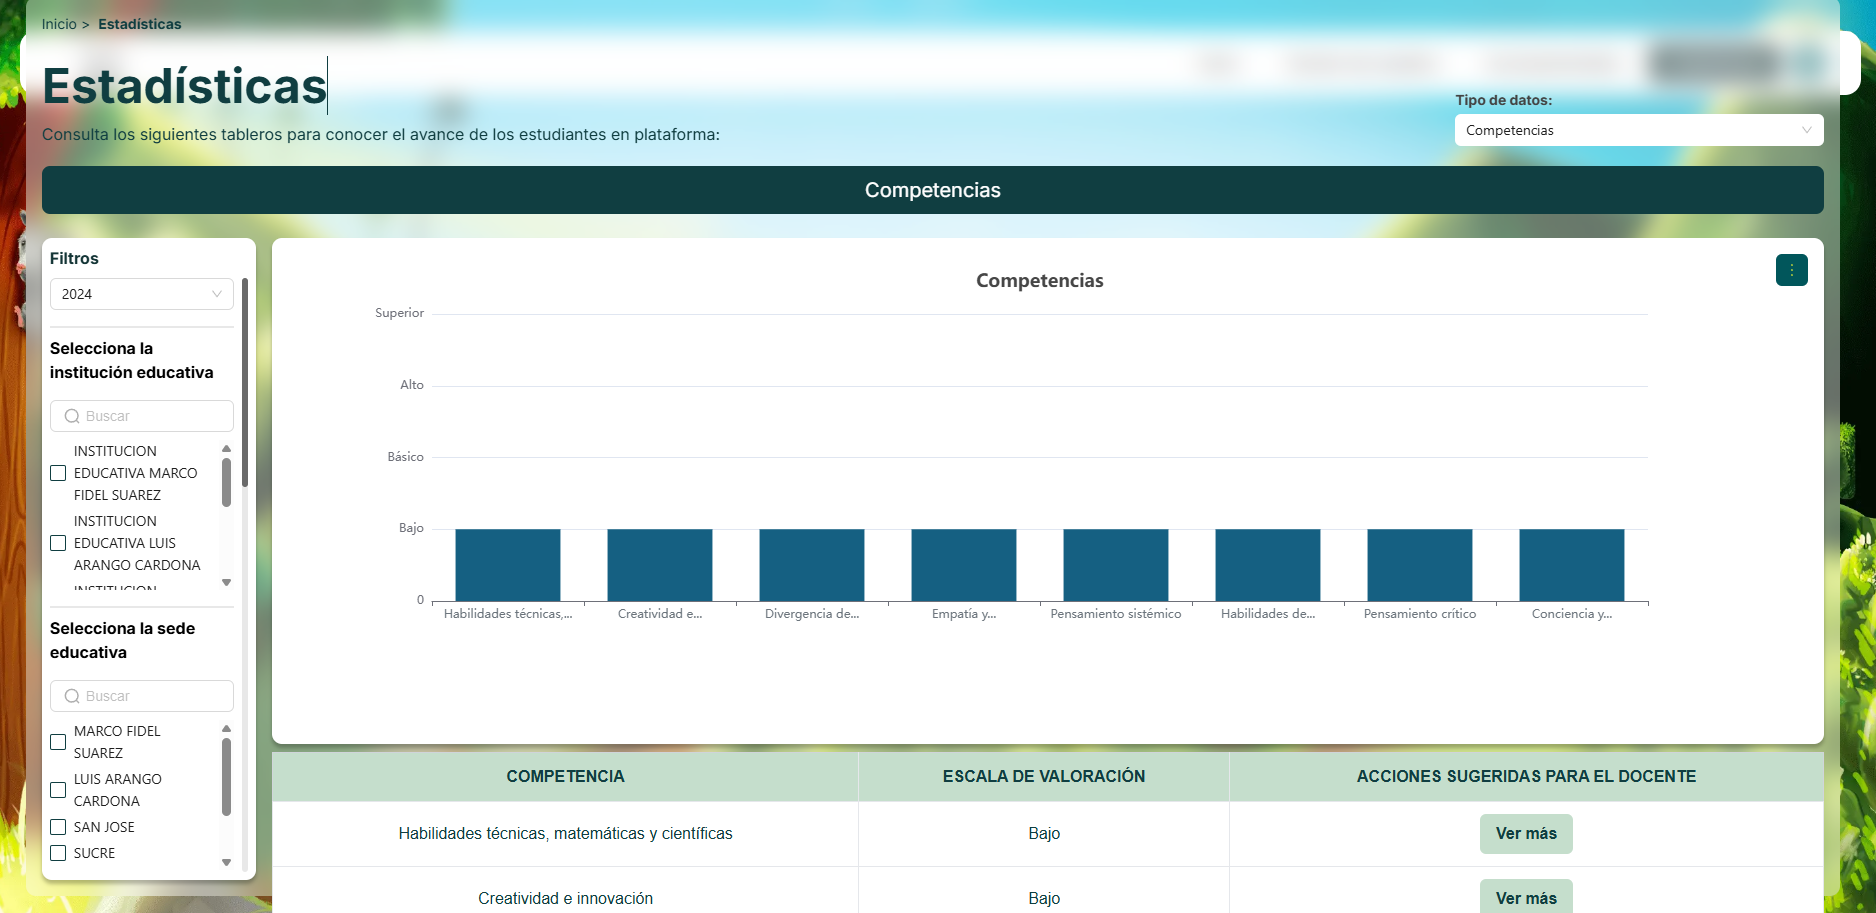 Inicio > Estadísticas
Estadísticas
Consulta los siguientes tableros para conocer el avance de los estudiantes en plataforma:
Tipo de datos:
Competencias
Competencias
Filtros
2024
Selecciona la
institución educativa
Buscar
INSTITUCION
EDUCATIVA MARCO
FIDEL SUAREZ
INSTITUCION
EDUCATIVA LUIS
ARANGO CARDONA
INSTITUCION
Selecciona la sede
educativa
Buscar
MARCO FIDEL
SUAREZ
LUIS ARANGO
CARDONA
SAN JOSE
SUCRE
Competencias
Superior
Alto
Básico
Bajo
0
Habilidades técnicas,...
Creatividad e...
Divergencia de...
Empatía y...
Pensamiento sistémico
Habilidades de...
Pensamiento crítico
Conciencia y...
COMPETENCIA
ESCALA DE VALORACIÓN
ACCIONES SUGERIDAS PARA EL DOCENTE
Habilidades técnicas, matemáticas y científicas
Bajo
Ver más
Creatividad e innovación
Bajo
Ver más